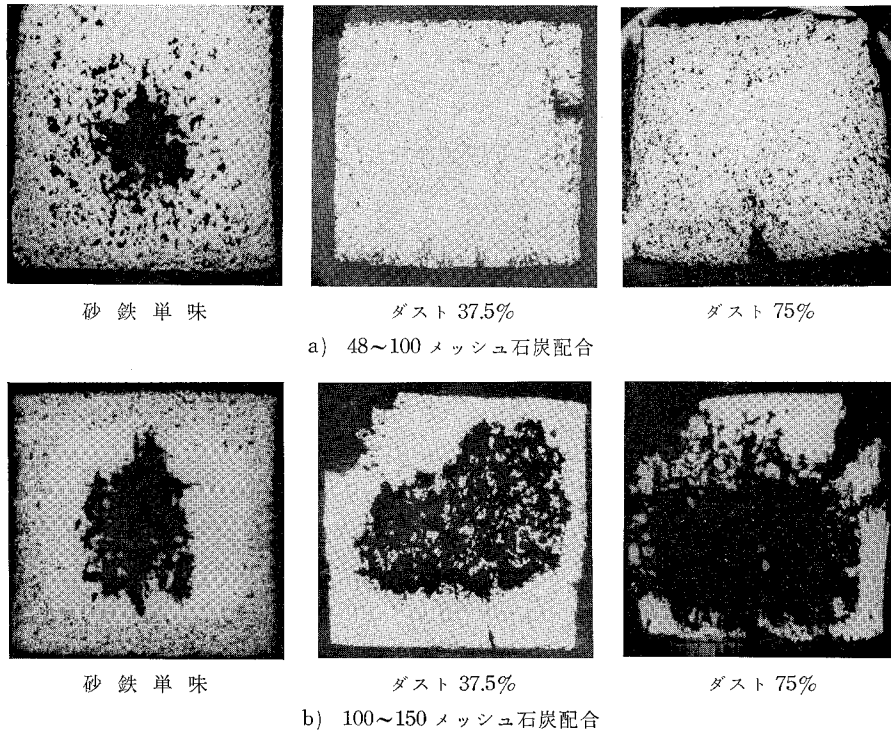 砂鉄単味 ダスト 37.5% ダスト 75%
a) 48~100 メッシュ石炭配合
砂鉄単味 ダスト 37.5% ダスト 75%
b) 100~150 メッシュ石炭配合